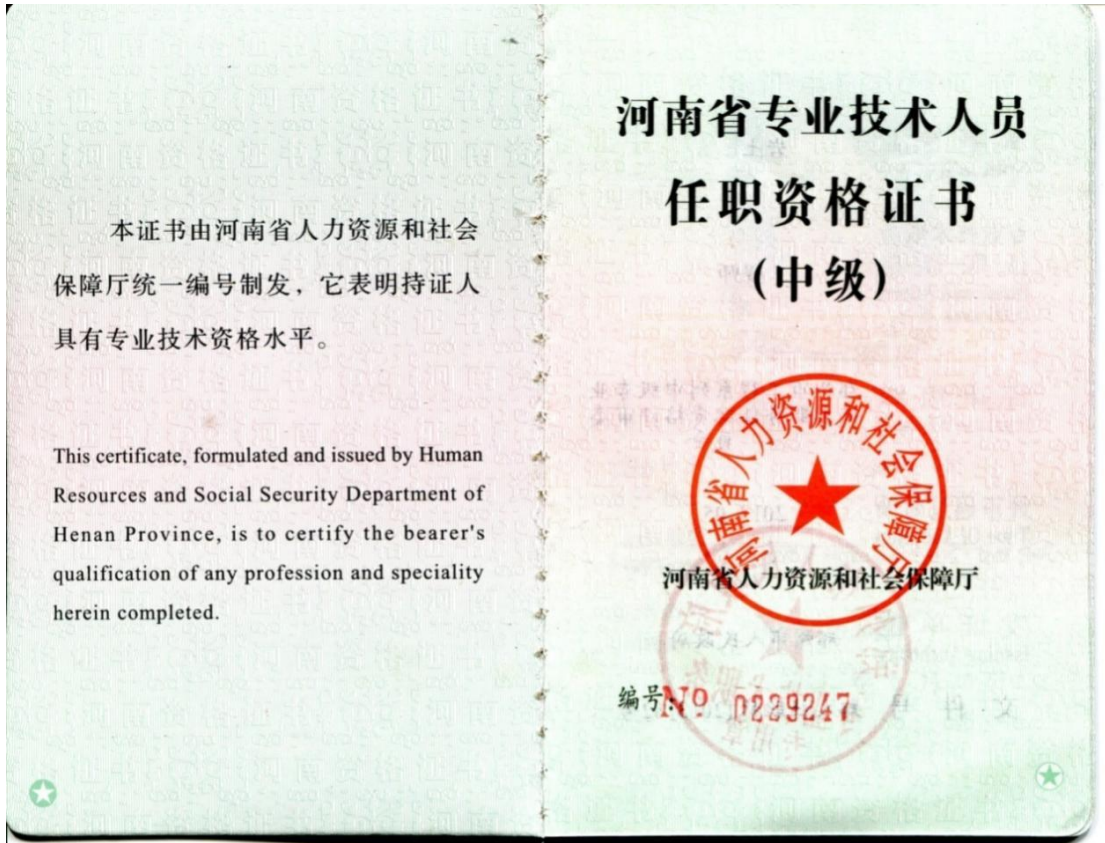 本证书由河南省人力资源和社会
保障厅统一编号制发，它表明持证人
具有专业技术资格水平。
This certificate, formulated and issued by Human
Resources and Social Security Department of
Henan Province, is to certify the bearer's
qualification of any profession and speciality
herein completed.
河南省专业技术人员
任职资格证书
(中级)
河南省人力资源和社会保障厅
河南省人力资源和社会保障厅
编号:№ 0239247